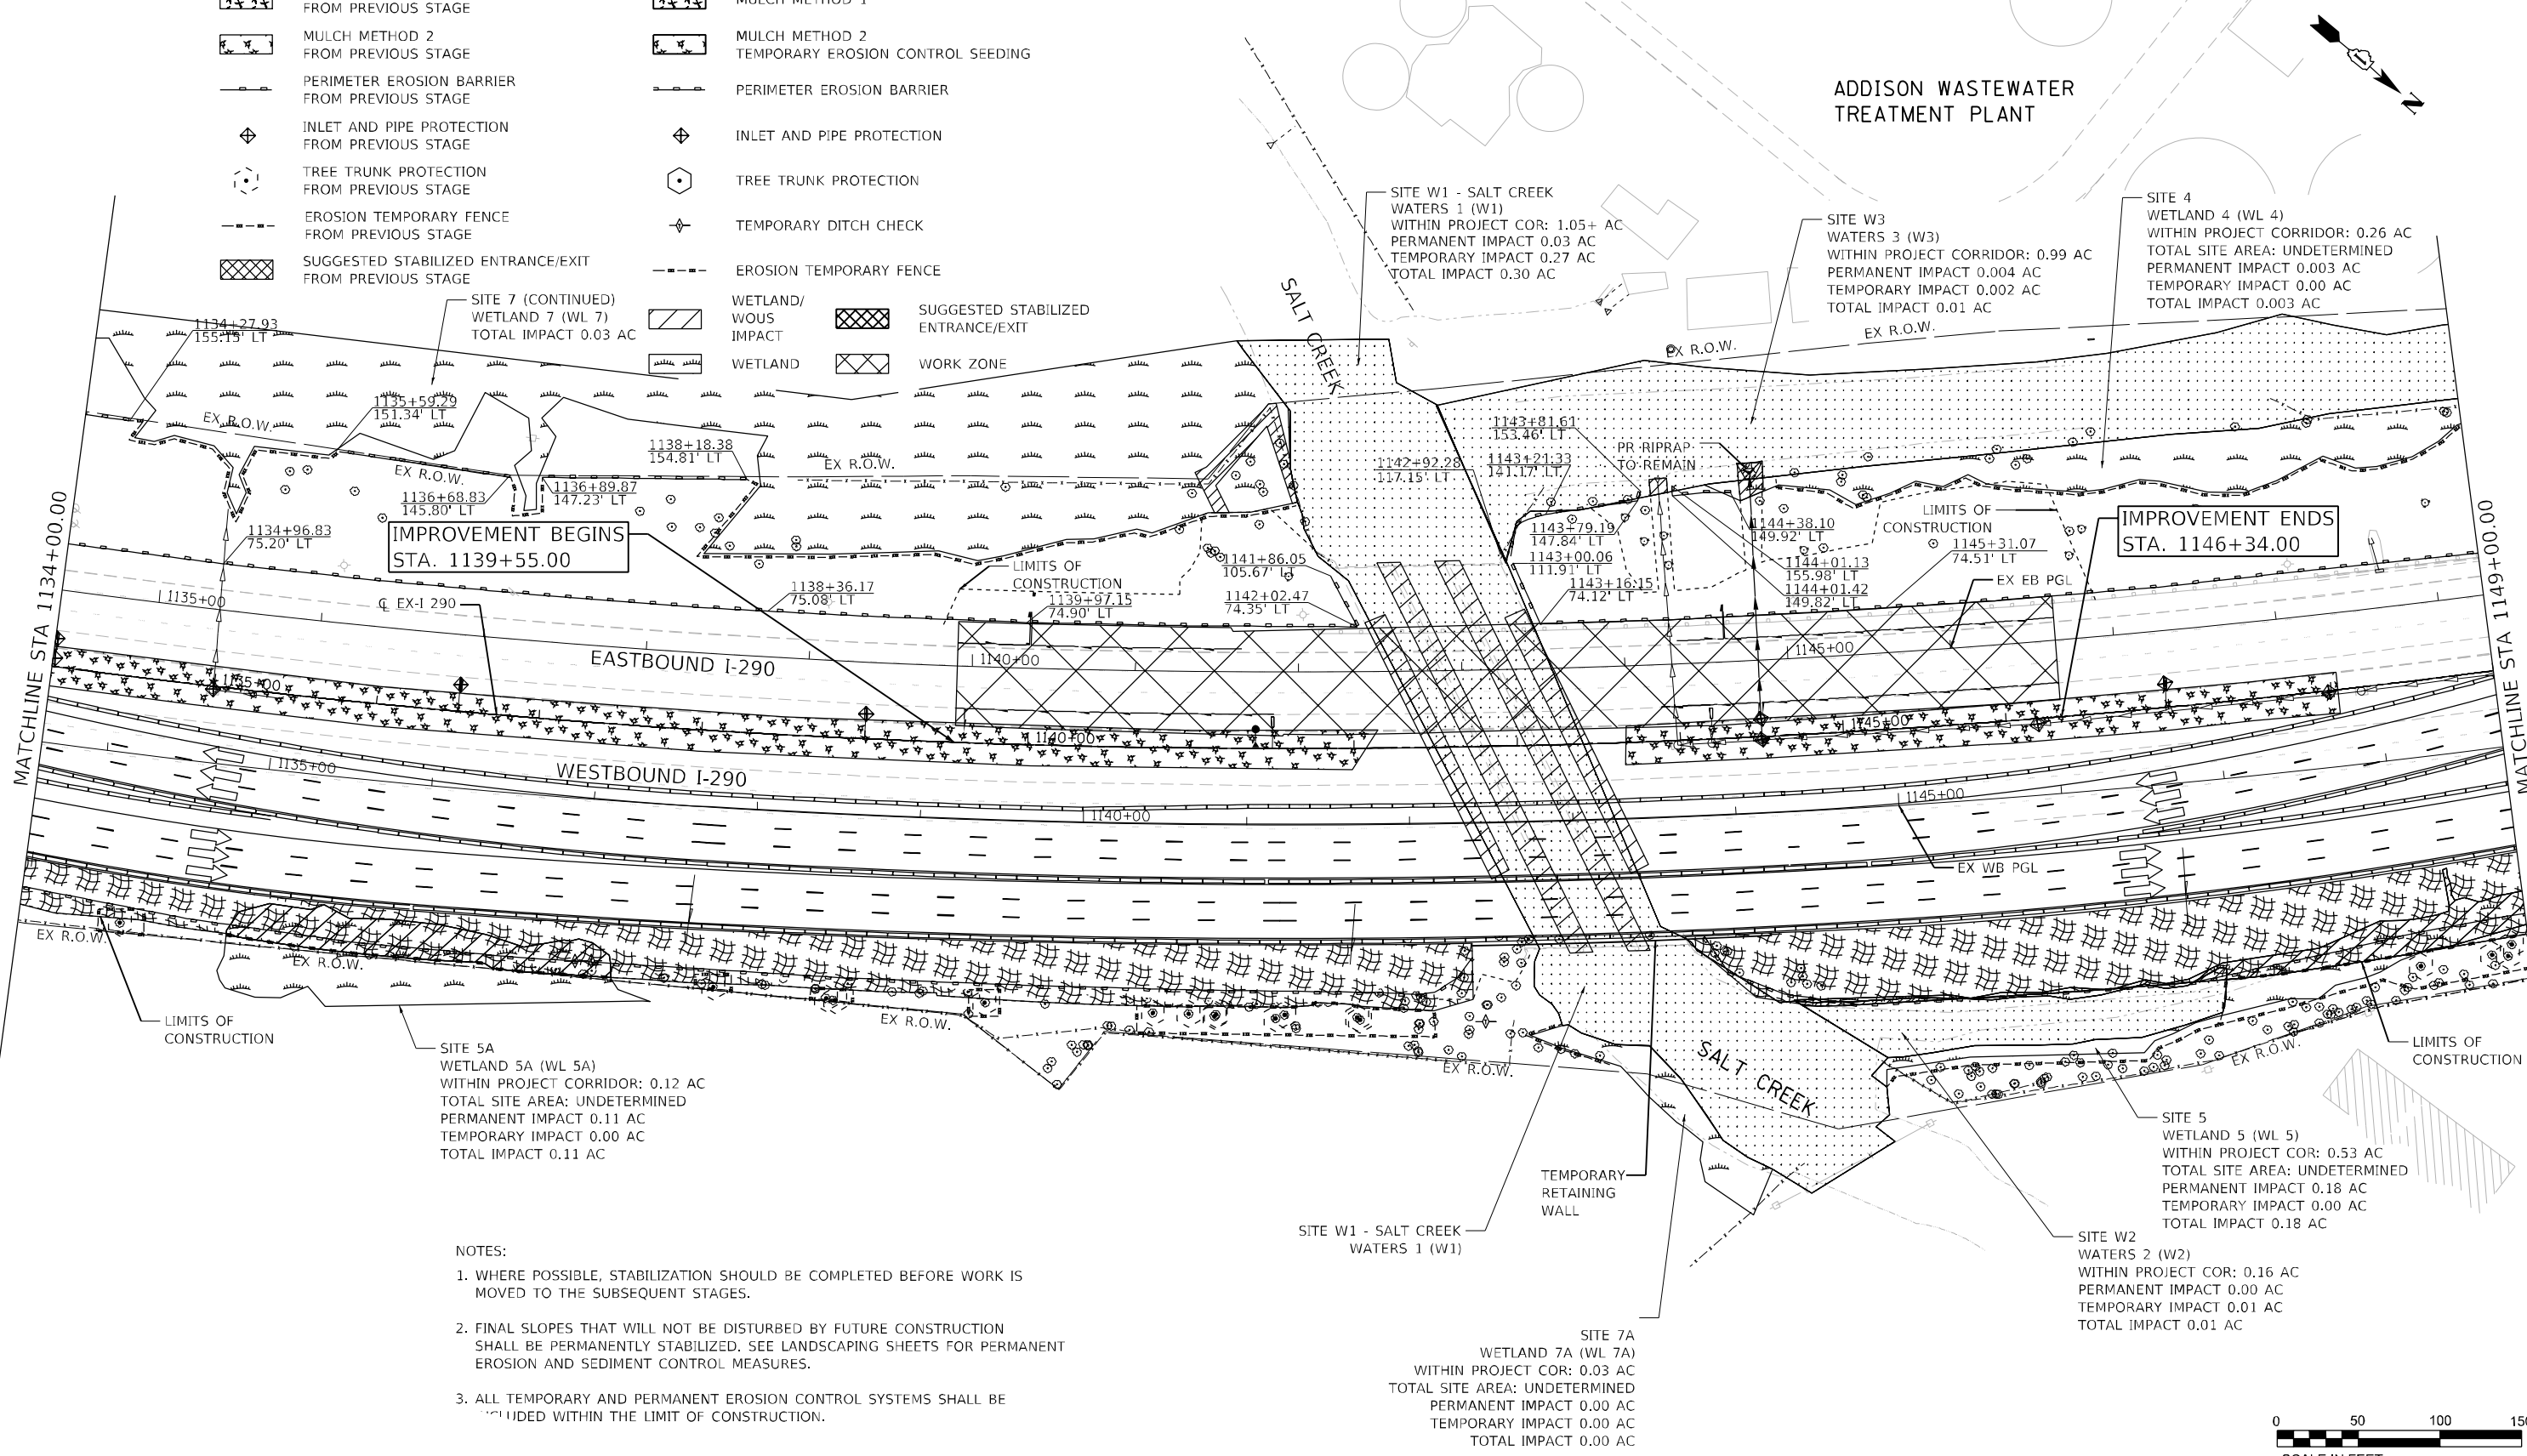 FROM PREVIOUS STAGE
MULCH METHOD 1
MULCH METHOD 2
FROM PREVIOUS STAGE
MULCH METHOD 2
TEMPORARY EROSION CONTROL SEEDING
PERIMETER EROSION BARRIER
FROM PREVIOUS STAGE
PERIMETER EROSION BARRIER
INLET AND PIPE PROTECTION
FROM PREVIOUS STAGE
INLET AND PIPE PROTECTION
TREE TRUNK PROTECTION
FROM PREVIOUS STAGE
TREE TRUNK PROTECTION
EROSION TEMPORARY FENCE
FROM PREVIOUS STAGE
TEMPORARY DITCH CHECK
SUGGESTED STABILIZED ENTRANCE/EXIT
FROM PREVIOUS STAGE
EROSION TEMPORARY FENCE
WETLAND/
WOUS
IMPACT
SUGGESTED STABILIZED
ENTRANCE/EXIT
WETLAND
WORK ZONE
ADDISON WASTEWATER
TREATMENT PLANT
N
SITE 7 (CONTINUED)
WETLAND 7 (WL 7)
TOTAL IMPACT 0.03 AC
SITE W1 - SALT CREEK
WATERS 1 (W1)
WITHIN PROJECT COR: 1.05+ AC
PERMANENT IMPACT 0.03 AC
TEMPORARY IMPACT 0.27 AC
TOTAL IMPACT 0.30 AC
SITE W3
WATERS 3 (W3)
WITHIN PROJECT CORRIDOR: 0.99 AC
PERMANENT IMPACT 0.004 AC
TEMPORARY IMPACT 0.002 AC
TOTAL IMPACT 0.01 AC
SITE 4
WETLAND 4 (WL 4)
WITHIN PROJECT CORRIDOR: 0.26 AC
TOTAL SITE AREA: UNDETERMINED
PERMANENT IMPACT 0.003 AC
TEMPORARY IMPACT 0.00 AC
TOTAL IMPACT 0.003 AC
SALT CREEK
EX R.O.W.
EX R.O.W.
1134+27.93
155.15' LT
1135+59.29
151.34' LT
EX R.O.W.
EX R.O.W.
1138+18.38
154.81' LT
EX R.O.W.
1136+68.83
145.80' LT
1136+89.87
147.23' LT
1134+96.83
75.20' LT
IMPROVEMENT BEGINS
STA. 1139+55.00
1142+92.28
117.15' LT
1143+81.61
153.46' LT
1143+21.33
141.17' LT
PR RIPRAP
TO REMAIN
1143+79.19
147.84' LT
1143+00.06
111.91' LT
1143+16.15
74.12' LT
1144+38.10
149.92' LT
1144+01.13
155.98' LT
1144+01.42
149.82' LT
LIMITS OF
CONSTRUCTION
1145+31.07
74.51' LT
EX EB PGL
IMPROVEMENT ENDS
STA. 1146+34.00
LIMITS OF
CONSTRUCTION
1141+86.05
105.67' LT
1138+36.17
75.08' LT
1139+97.15
74.90' LT
1142+02.47
74.35' LT
MATCHLINE STA 1134+00.00
MATCHLINE STA 1149+00.00
1135+00
℄ EX-I 290
EASTBOUND I-290
1140+00
1145+00
1135+00
1140+00
1145+00
WESTBOUND I-290
1135+00
1140+00
1145+00
EX WB PGL
EX R.O.W.
EX R.O.W.
EX R.O.W.
EX R.O.W.
EX R.O.W.
LIMITS OF
CONSTRUCTION
SALT CREEK
LIMITS OF
CONSTRUCTION
SITE 5A
WETLAND 5A (WL 5A)
WITHIN PROJECT CORRIDOR: 0.12 AC
TOTAL SITE AREA: UNDETERMINED
PERMANENT IMPACT 0.11 AC
TEMPORARY IMPACT 0.00 AC
TOTAL IMPACT 0.11 AC
TEMPORARY
RETAINING
WALL
SITE W1 - SALT CREEK
WATERS 1 (W1)
SITE 5
WETLAND 5 (WL 5)
WITHIN PROJECT COR: 0.53 AC
TOTAL SITE AREA: UNDETERMINED
PERMANENT IMPACT 0.18 AC
TEMPORARY IMPACT 0.00 AC
TOTAL IMPACT 0.18 AC
SITE W2
WATERS 2 (W2)
WITHIN PROJECT COR: 0.16 AC
PERMANENT IMPACT 0.00 AC
TEMPORARY IMPACT 0.01 AC
TOTAL IMPACT 0.01 AC
SITE 7A
WETLAND 7A (WL 7A)
WITHIN PROJECT COR: 0.03 AC
TOTAL SITE AREA: UNDETERMINED
PERMANENT IMPACT 0.00 AC
TEMPORARY IMPACT 0.00 AC
TOTAL IMPACT 0.00 AC
NOTES:
1. WHERE POSSIBLE, STABILIZATION SHOULD BE COMPLETED BEFORE WORK IS
MOVED TO THE SUBSEQUENT STAGES.
2. FINAL SLOPES THAT WILL NOT BE DISTURBED BY FUTURE CONSTRUCTION
SHALL BE PERMANENTLY STABILIZED. SEE LANDSCAPING SHEETS FOR PERMANENT
EROSION AND SEDIMENT CONTROL MEASURES.
3. ALL TEMPORARY AND PERMANENT EROSION CONTROL SYSTEMS SHALL BE
INCLUDED WITHIN THE LIMIT OF CONSTRUCTION.
0 50 100 150
SCALE IN FEET